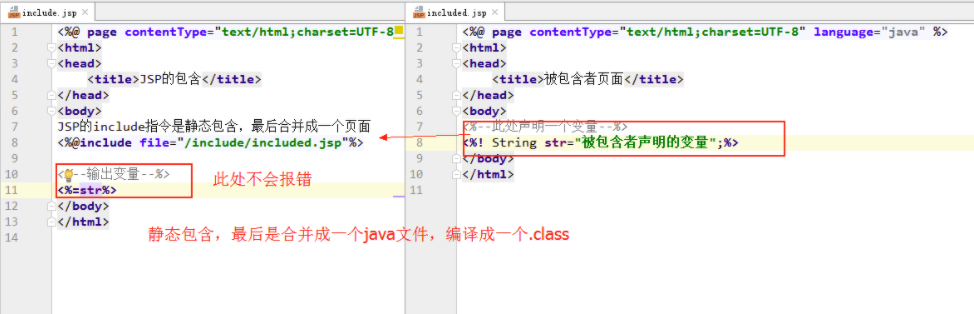 include.jsp
1 <%@ page contentType="text/html;charset=UTF-8
2 <html>
3 <head>
4 <title>JSP的包含</title>
5 </head>
6 <body>
7 JSP的include指令是静态包含，最后合并成一个页面
8 <%@include file="/include/included.jsp"%>
9
10 --输出变量--%>
11 <%=str%>
12 </body>
13 </html>
14
此处不会报错
included.jsp
1 <%@ page contentType="text/html;charset=UTF-8" language="java" %>
2 <html>
3 <head>
4 <title>被包含者页面</title>
5 </head>
6 <body>
7 <%--此处声明一个变量--%>
8 <%! String str="被包含者声明的变量";%>
9 </body>
10 </html>
11
静态包含，最后是合并成一个java文件，编译成一个.class